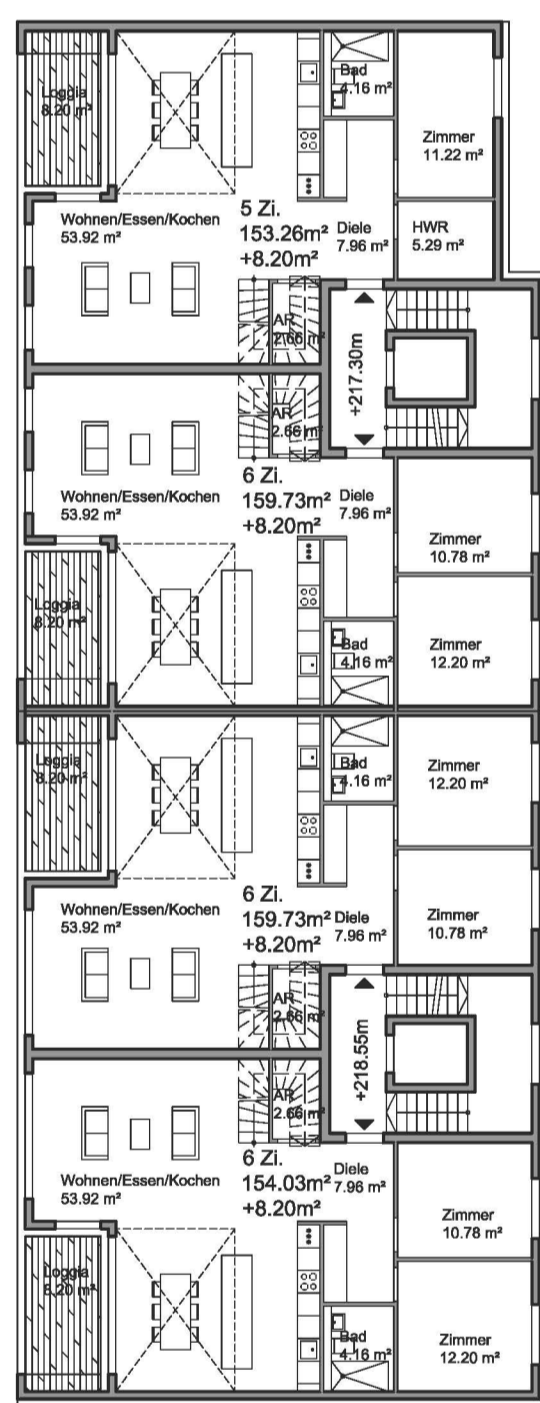 Loggia
8.20 m²
Bad
4.16 m²
Zimmer
11.22 m²
Wohnen/Essen/Kochen
53.92 m²
5 Zi.
153.26m²
+8.20m²
Diele
7.96 m²
HWR
5.29 m²
AR
2.66 m²
+217.30m
AR
2.66 m²
Wohnen/Essen/Kochen
53.92 m²
6 Zi.
159.73m²
+8.20m²
Diele
7.96 m²
Zimmer
10.78 m²
Loggia
8.20 m²
Bad
4.16 m²
Zimmer
12.20 m²
Loggia
8.20 m²
Bad
4.16 m²
Zimmer
12.20 m²
Wohnen/Essen/Kochen
53.92 m²
6 Zi.
159.73m²
+8.20m²
Diele
7.96 m²
Zimmer
10.78 m²
AR
2.66 m²
+218.55m
AR
2.66 m²
Wohnen/Essen/Kochen
53.92 m²
6 Zi.
154.03m²
+8.20m²
Diele
7.96 m²
Zimmer
10.78 m²
Loggia
8.20 m²
Bad
4.16 m²
Zimmer
12.20 m²